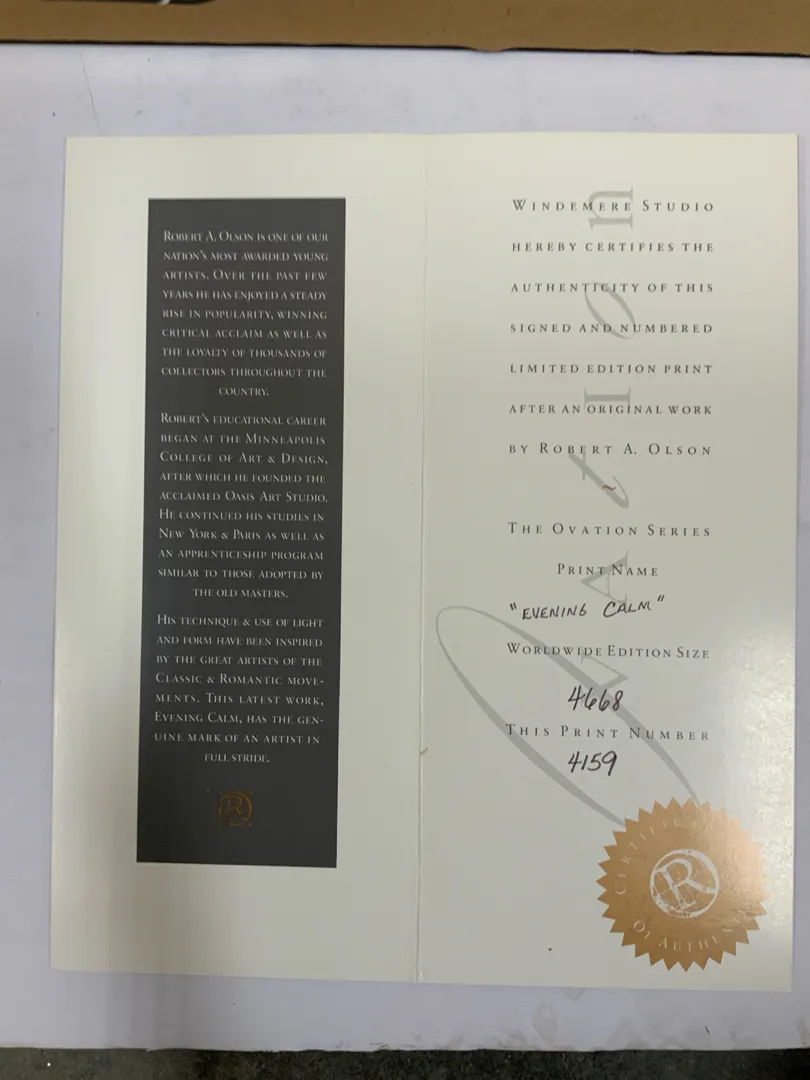 ROBERT A. OLSON IS ONE OF OUR
NATION'S MOST AWARDED YOUNG
ARTISTS. OVER THE PAST FEW
YEARS HE HAS ENJOYED A STEADY
RISE IN POPULARITY, WINNING
CRITICAL ACCLAIM AS WELL AS
THE LOYALTY OF THOUSANDS OF
COLLECTORS THROUGHOUT THE
COUNTRY.
ROBERT'S EDUCATIONAL CAREER
BEGAN AT THE MINNEAPOLIS
COLLEGE OF ART & DESIGN,
AFTER WHICH HE FOUNDED THE
ACCLAIMED OASIS ART STUDIO.
HE CONTINUED HIS STUDIES IN
NEW YORK & PARIS AS WELL AS
AN APPRENTICESHIP PROGRAM
SIMILAR TO THOSE ADOPTED BY
THE OLD MASTERS.
HIS TECHNIQUE & USE OF LIGHT
AND FORM HAVE BEEN INSPIRED
BY THE GREAT ARTISTS OF THE
CLASSIC & ROMANTIC MOVE-
MENTS. THIS LATEST WORK,
EVENING CALM, HAS THE GEN-
UINE MARK OF AN ARTIST IN
FULL STRIDE.
R
WINDEMERE STUDIO
HEREBY CERTIFIES THE
AUTHENTICITY OF THIS
SIGNED AND NUMBERED
LIMITED EDITION PRINT
AFTER AN ORIGINAL WORK
BY ROBERT A. OLSON
~
THE OVATION SERIES
PRINT NAME
"EVENING CALM"
WORLDWIDE EDITION SIZE
4668
THIS PRINT NUMBER
4159
OvAtIon
R
OF